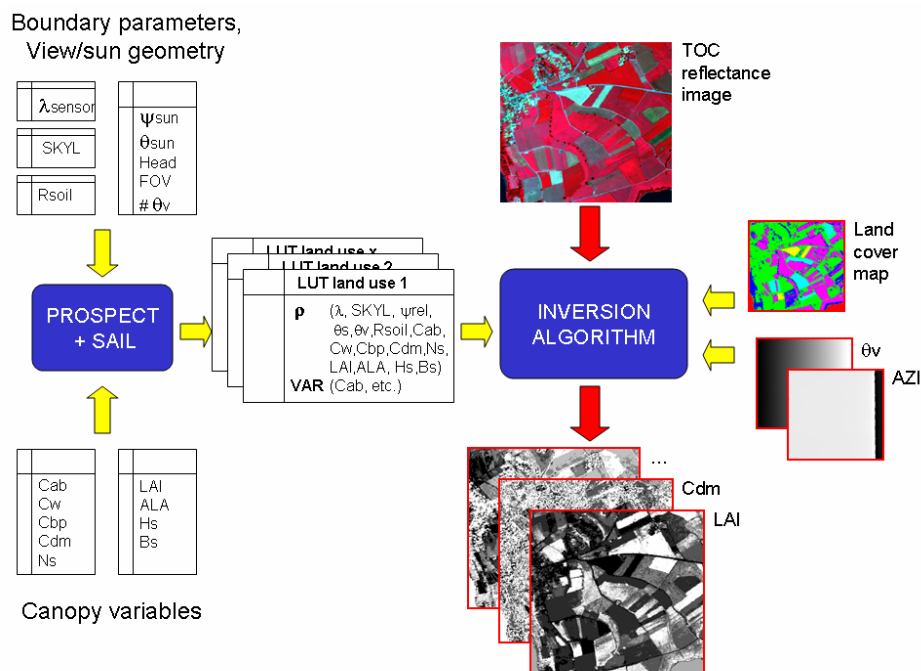 Boundary parameters,
View/sun geometry
λsensor
SKYL
Rsoil
Ψsun
θsun
Head
FOV
# θv
TOC
reflectance
image
Land
cover
map
PROSPECT
+ SAIL
LUT land use x
LUT land use 2
LUT land use 1
ρ (λ, SKYL, ψrel,
θs,θv,Rsoil,Cab,
Cw,Cbp,Cdm,Ns,
LAI,ALA, Hs,Bs)
VAR (Cab, etc.)
INVERSION
ALGORITHM
θv
AZI
Cab
Cw
Cbp
Cdm
Ns
LAI
ALA
Hs
Bs
Canopy variables
...
Cdm
LAI